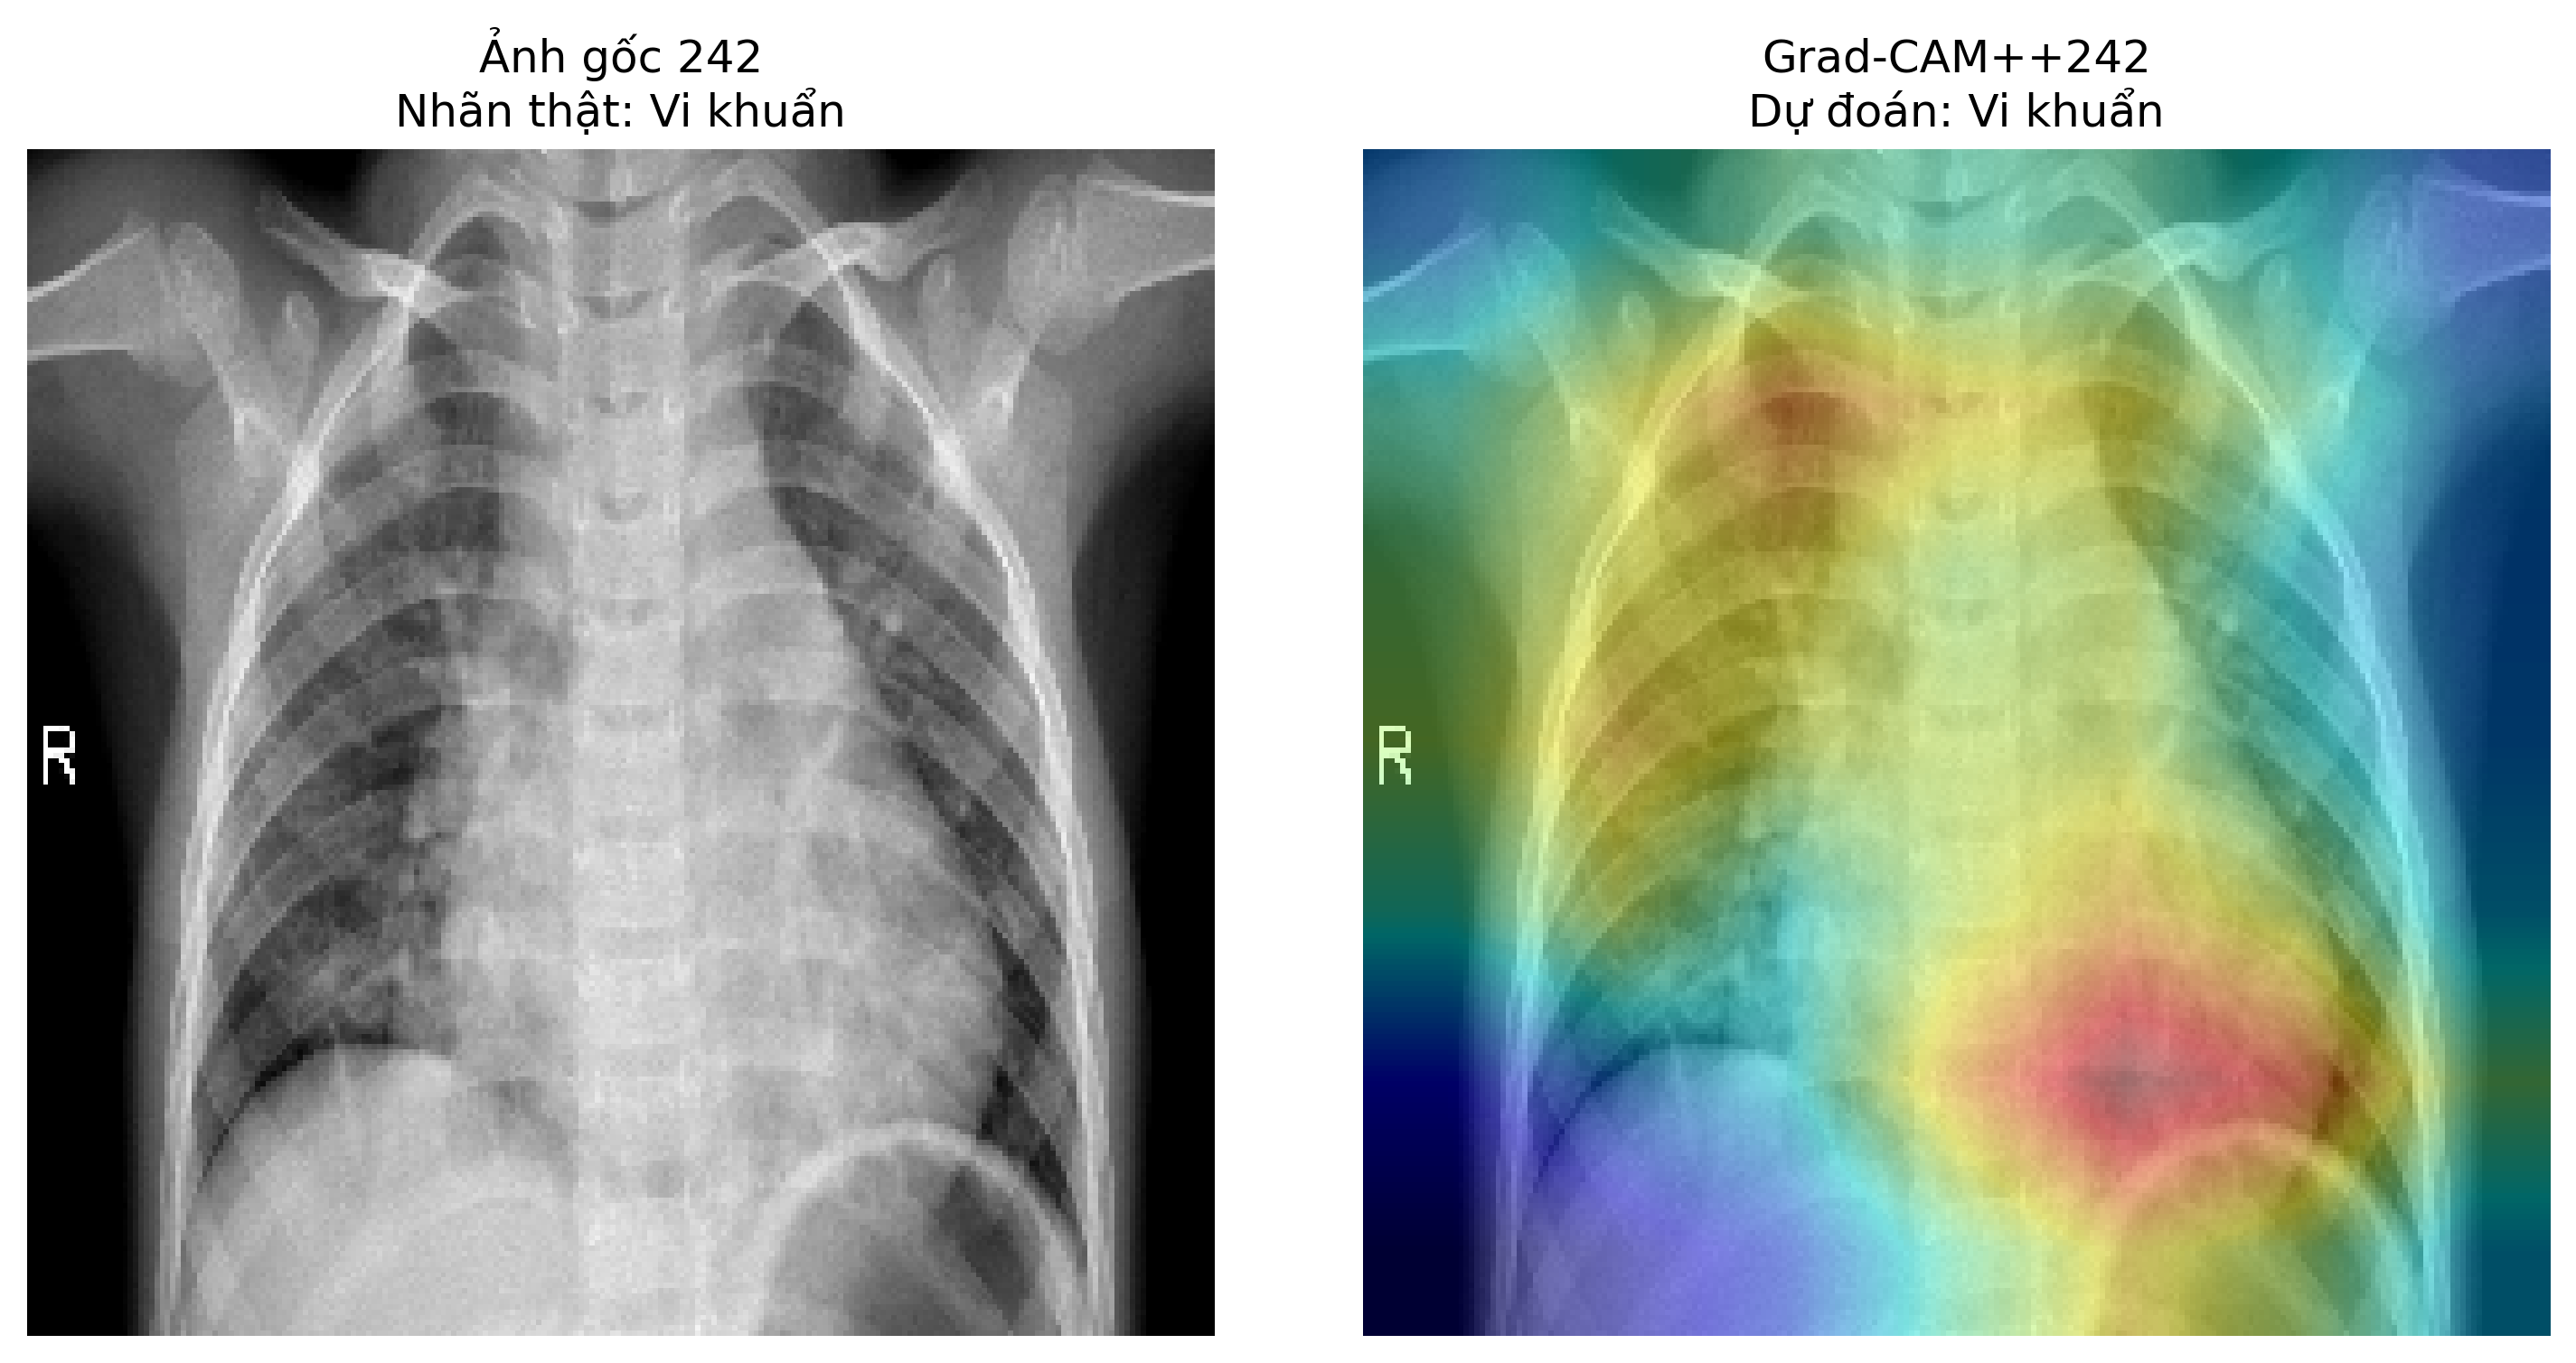 Ảnh gốc 242
Nhãn thật: Vi khuẩn
Grad-CAM++242
Dự đoán: Vi khuẩn
R
R